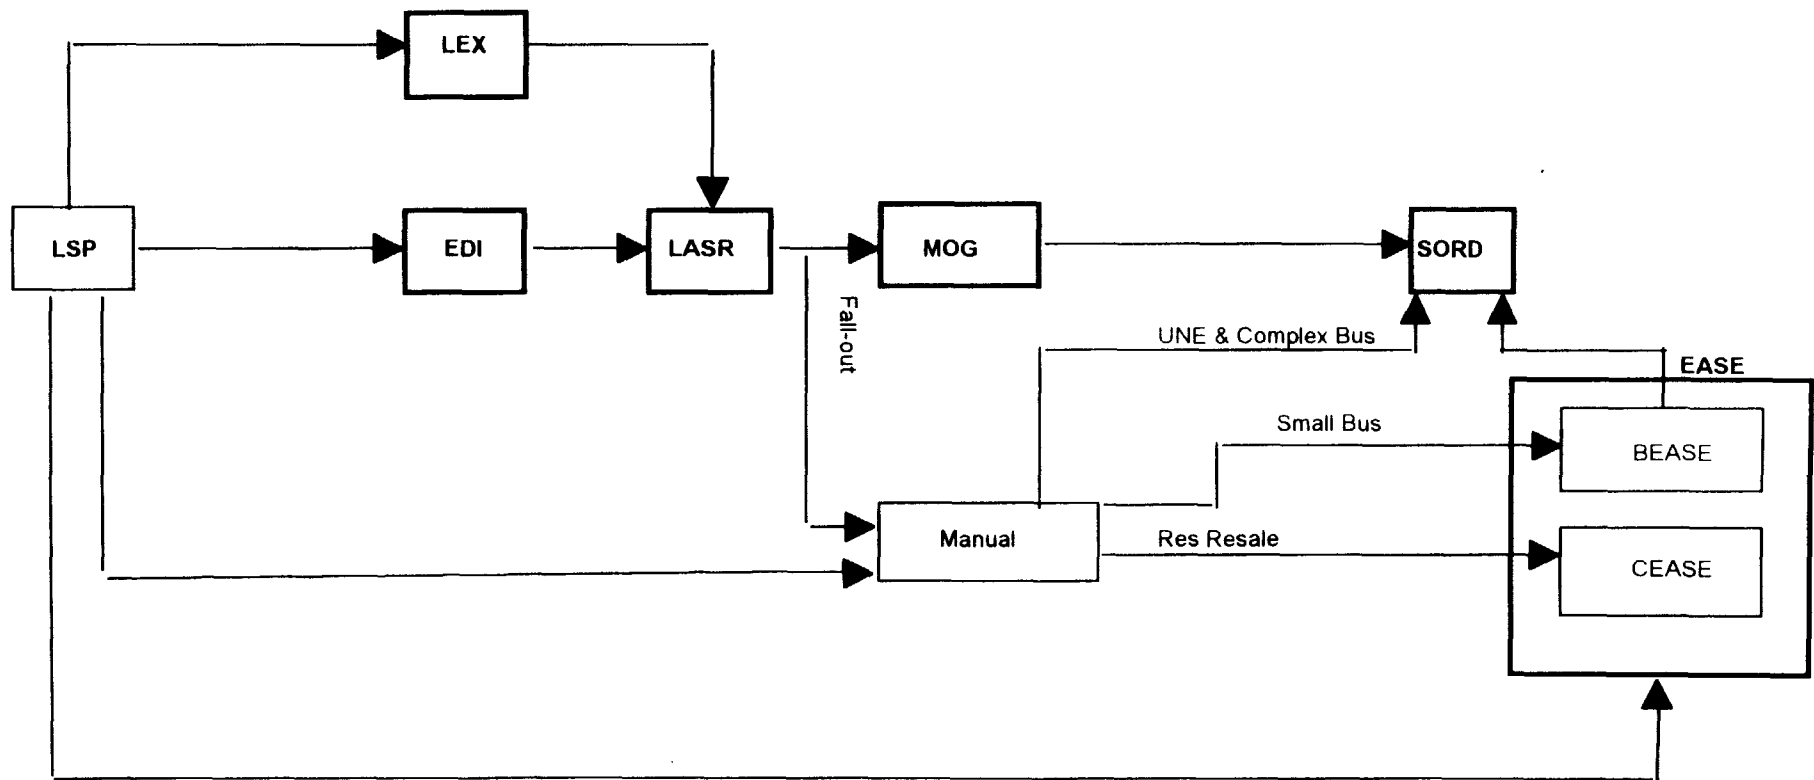 LEX
LSP
EDI
LASR
MOG
SORD
Fall-out
UNE & Complex Bus
EASE
Small Bus
BEASE
Manual
Res Resale
CEASE